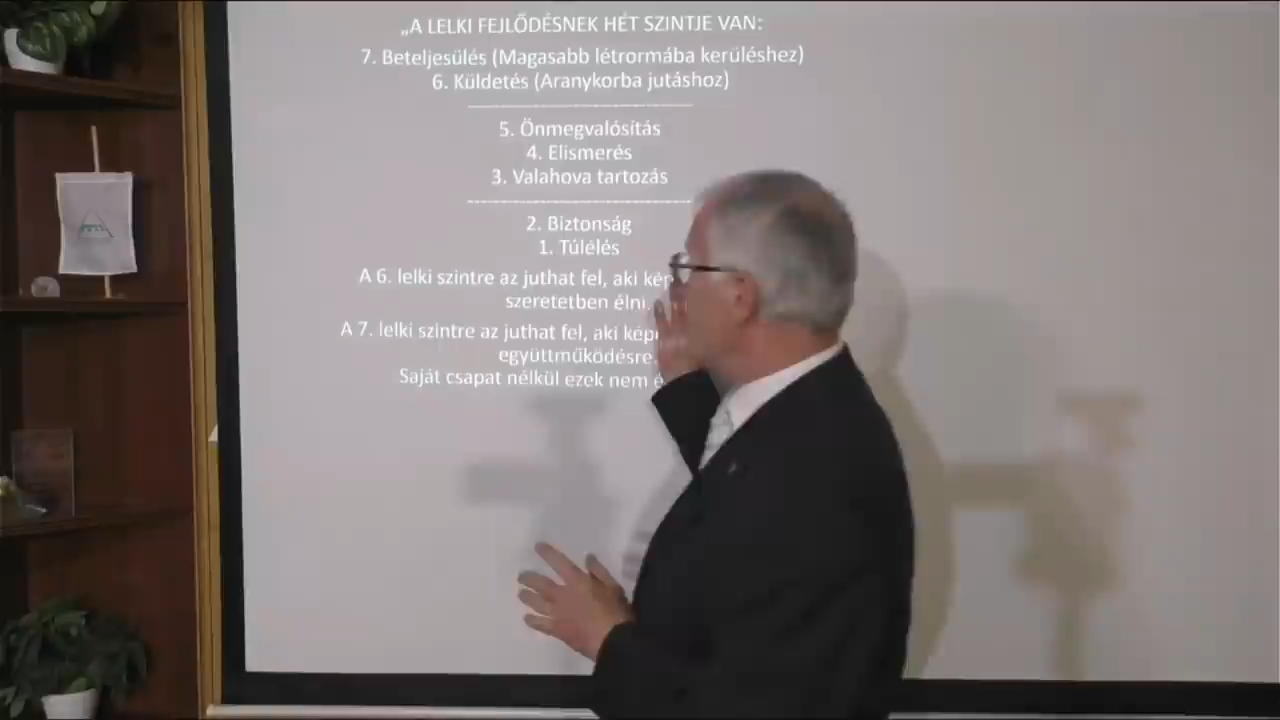 „A LELKI FEJLŐDÉSNEK HÉT SZINTJE VAN:
7. Beteljesülés (Magasabb létrormába kerüléshez)
6. Küldetés (Aranykorba jutáshoz)
5. Önmegvalósítás
4. Elismerés
3. Valahova tartozás
2. Biztonság
1. Túlélés
A 6. lelki szintre az juthat fel, aki
szeretetben élni.
A 7. lelki szintre az juthat fel, aki
együttműködésre.
Saját csapat nélkül ezek nem